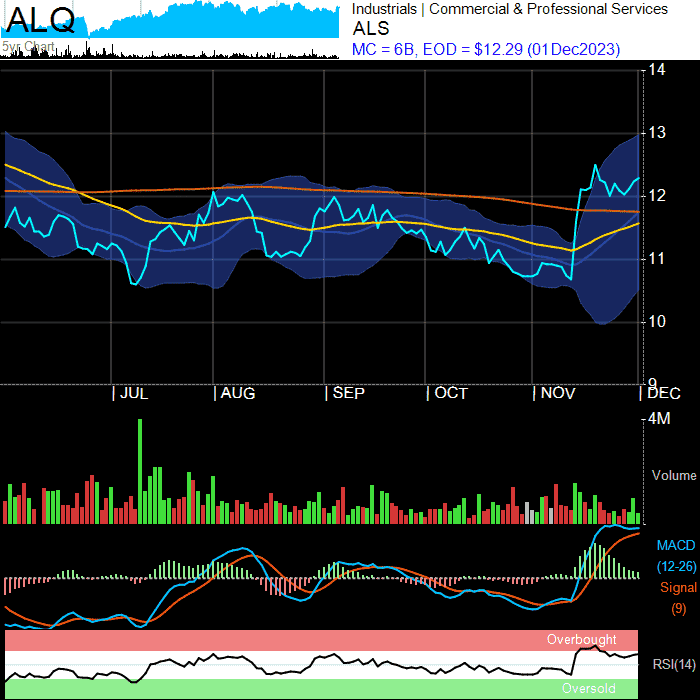 ALQ
5yr Chart
Industrials | Commercial & Professional Services
ALS
MC = 6B, EOD = $12.29 (01Dec2023)
14
13
12
11
10
9
| JUL | AUG | SEP | OCT | NOV | DEC
4M
Volume
MACD
(12-26)
Signal
(9)
Overbought
RSI(14)
Oversold